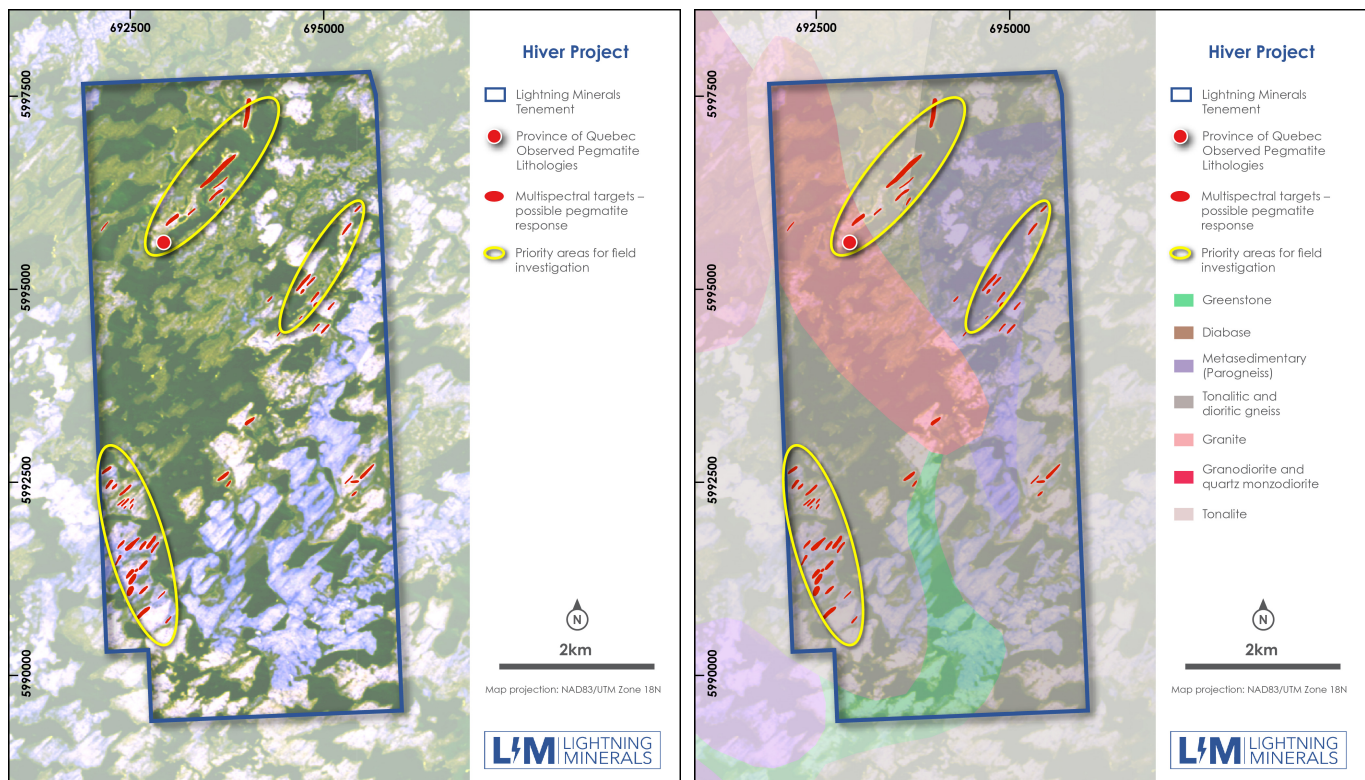 692500
695000
5997500
5995000
5992500
5990000
Hiver Project
Lightning Minerals
Tenement
Province of Quebec
Observed Pegmatite
Lithologies
Multispectral targets –
possible pegmatite
response
Priority areas for field
investigation
N
2km
Map projection: NAD83/UTM Zone 18N
LM LIGHTNING
MINERALS
692500
695000
5997500
5995000
5992500
5990000
Hiver Project
Lightning Minerals
Tenement
Province of Quebec
Observed Pegmatite
Lithologies
Multispectral targets –
possible pegmatite
response
Priority areas for field
investigation
Greenstone
Diabase
Metasedimentary
(Parogneiss)
Tonalitic and
dioritic gneiss
Granite
Granodiorite and
quartz monzodiorite
Tonalite
N
2km
Map projection: NAD83/UTM Zone 18N
LM LIGHTNING
MINERALS